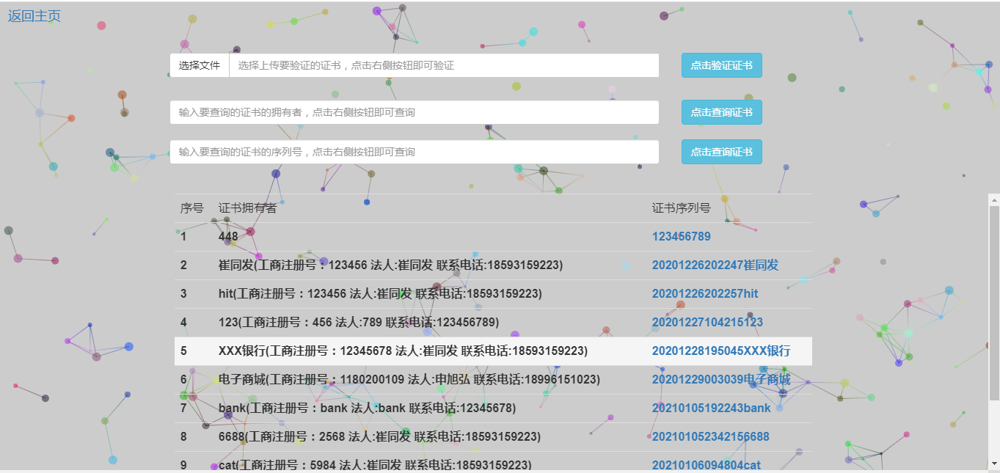 返回主页
选择文件 选择上传要验证的证书，点击右侧按钮即可验证 点击验证证书
输入要查询的证书的拥有者，点击右侧按钮即可查询 点击查询证书
输入要查询的证书的序列号，点击右侧按钮即可查询 点击查询证书
序号 证书拥有者 证书序列号
1 448 123456789
2 崔同发(工商注册号：123456 法人:崔同发 联系电话:18593159223) 20201226202247崔同发
3 hit(工商注册号：123456 法人:崔同发 联系电话:18593159223) 20201226202257hit
4 123(工商注册号：456 法人:789 联系电话:123456789) 20201227104215123
5 XXX银行(工商注册号：12345678 法人:崔同发 联系电话:18593159223) 20201228195045XXX银行
6 电子商城(工商注册号：1180200109 法人:申旭弘 联系电话:18996151023) 20201229003039电子商城
7 bank(工商注册号：bank 法人:bank 联系电话:12345678) 20210105192243bank
8 6688(工商注册号：2568 法人:崔同发 联系电话:18593159223) 202101052342156688
9 cat(工商注册号：5984 法人:崔同发 联系电话:18593159223) 20210106094804cat